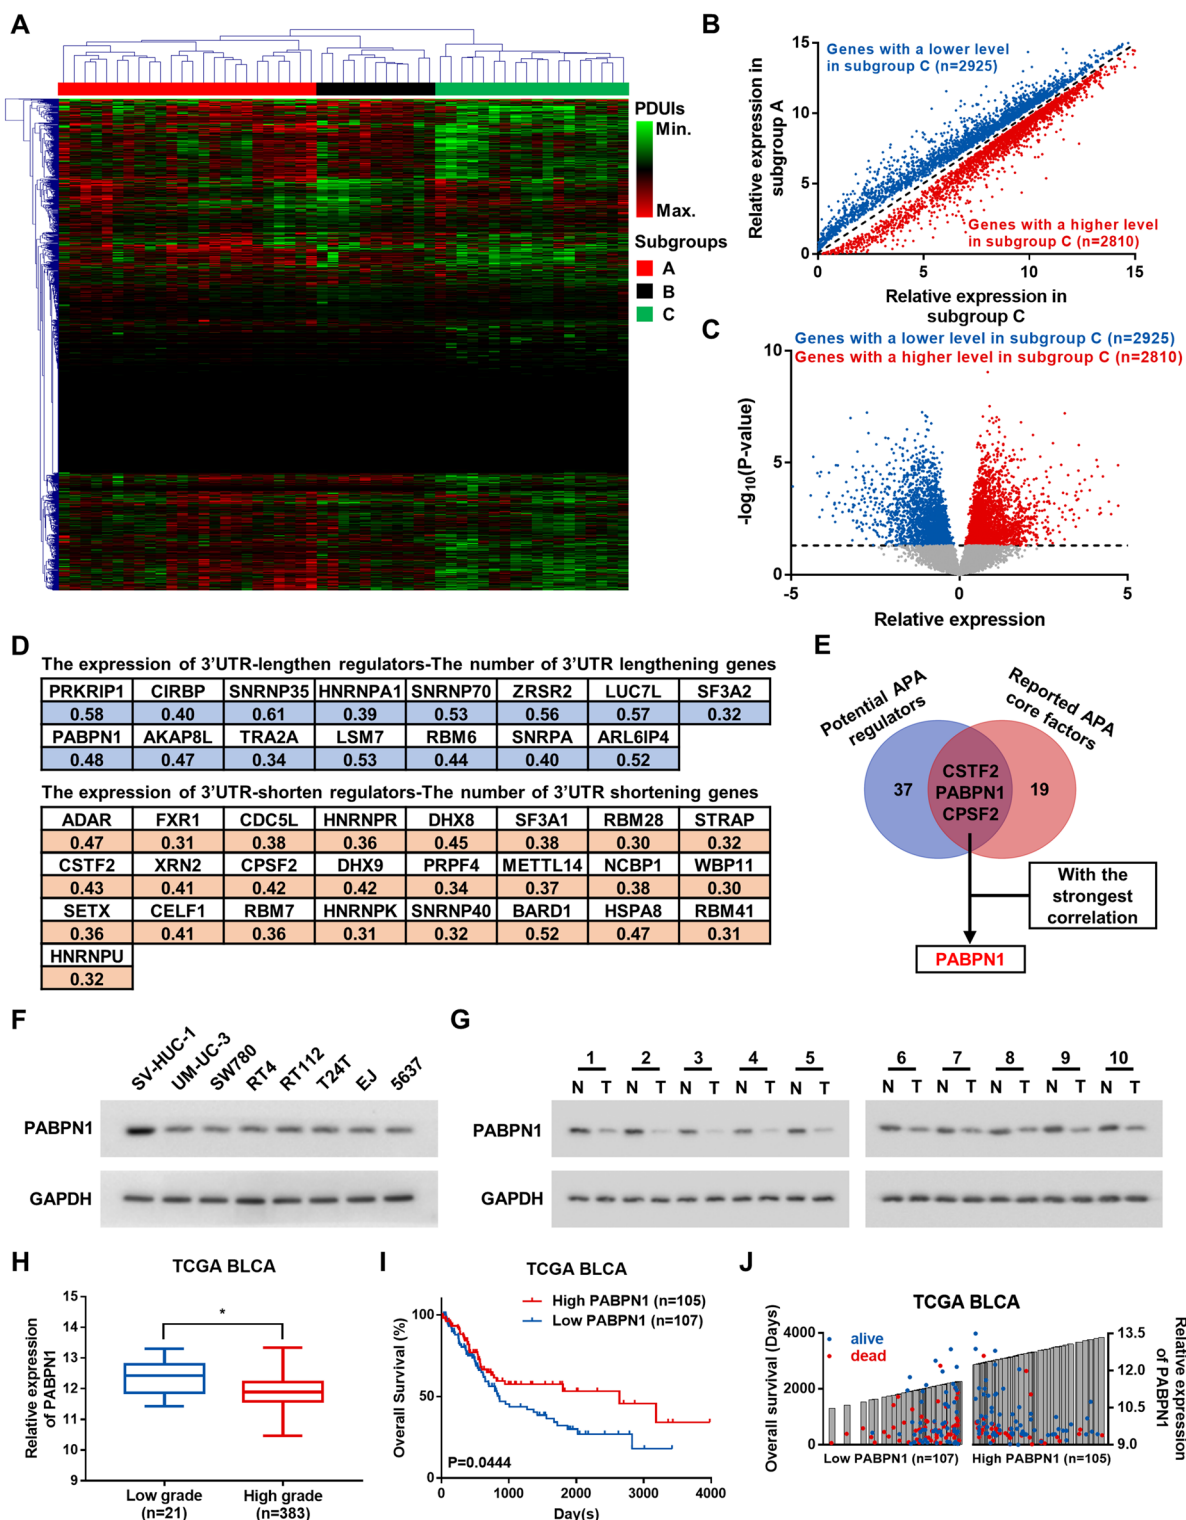 A
PDUIs
Min.
Max.
Subgroups
A
B
C
B
Relative expression in
subgroup A
15
10
5
0
Genes with a lower level
in subgroup C (n=2925)
Genes with a higher level
in subgroup C (n=2810)
0
5
10
15
Relative expression in
subgroup C
C
Genes with a lower level in subgroup C (n=2925)
Genes with a higher level in subgroup C (n=2810)
-log10(P-value)
10
5
0
-5
0
5
Relative expression
D
The expression of 3'UTR-lengthen regulators-The number of 3'UTR lengthening genes
PRKRIP1 CIRBP SNRNP35 HNRNPA1 SNRNP70 ZRSR2 LUC7L SF3A2
0.58 0.40 0.61 0.39 0.53 0.56 0.57 0.32
PABPN1 AKAP8L TRA2A LSM7 RBM6 SNRPA ARL6IP4
0.48 0.47 0.34 0.53 0.44 0.40 0.52
The expression of 3'UTR-shorten regulators-The number of 3'UTR shortening genes
ADAR FXR1 CDC5L HNRNPR DHX8 SF3A1 RBM28 STRAP
0.47 0.31 0.38 0.36 0.45 0.38 0.30 0.32
CSTF2 XRN2 CPSF2 DHX9 PRPF4 METTL14 NCBP1 WBP11
0.43 0.41 0.42 0.42 0.34 0.37 0.38 0.30
SETX CELF1 RBM7 HNRNPK SNRNP40 BARD1 HSPA8 RBM41
0.36 0.41 0.36 0.31 0.32 0.52 0.47 0.31
HNRNPU
0.32
E
Potential APA
regulators
Reported APA
core factors
37
CSTF2
PABPN1
CPSF2
19
With the
strongest
correlation
PABPN1
F
SV-HUC-1 UM-UC-3 SW780 RT4 RT112 T24T EJ 5637
PABPN1
GAPDH
G
1 2 3 4 5 6 7 8 9 10
N T N T N T N T N T N T N T N T N T N T
PABPN1
GAPDH
H
TCGA BLCA
Relative expression
of PABPN1
15
14
13
12
11
10
9
*
Low grade
(n=21)
High grade
(n=383)
I
TCGA BLCA
High PABPN1 (n=105)
Low PABPN1 (n=107)
Overall Survival (%)
100
50
0
P=0.0444
0 1000 2000 3000 4000
Day(s)
J
TCGA BLCA
Overall survival (Days)
4000
2000
0
alive
dead
13.5
12.0
10.5
9.0
Relative expression
of PABPN1
Low PABPN1 (n=107)
High PABPN1 (n=105)